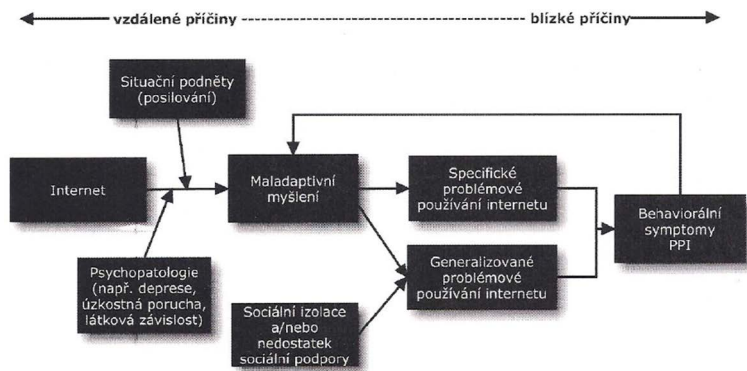 vzdálené příčiny ------------------------------ blízké příčiny
Situační podněty
(posilování)
Internet
Maladaptivní
myšlení
Specifické
problémové
používání internetu
Behaviorální
symptomy
PPI
Psychopatologie
(např. deprese,
úzkostná porucha,
látková závislost)
Generalizované
problémové
používání internetu
Sociální izolace
a/nebo
nedostatek
sociální podpory